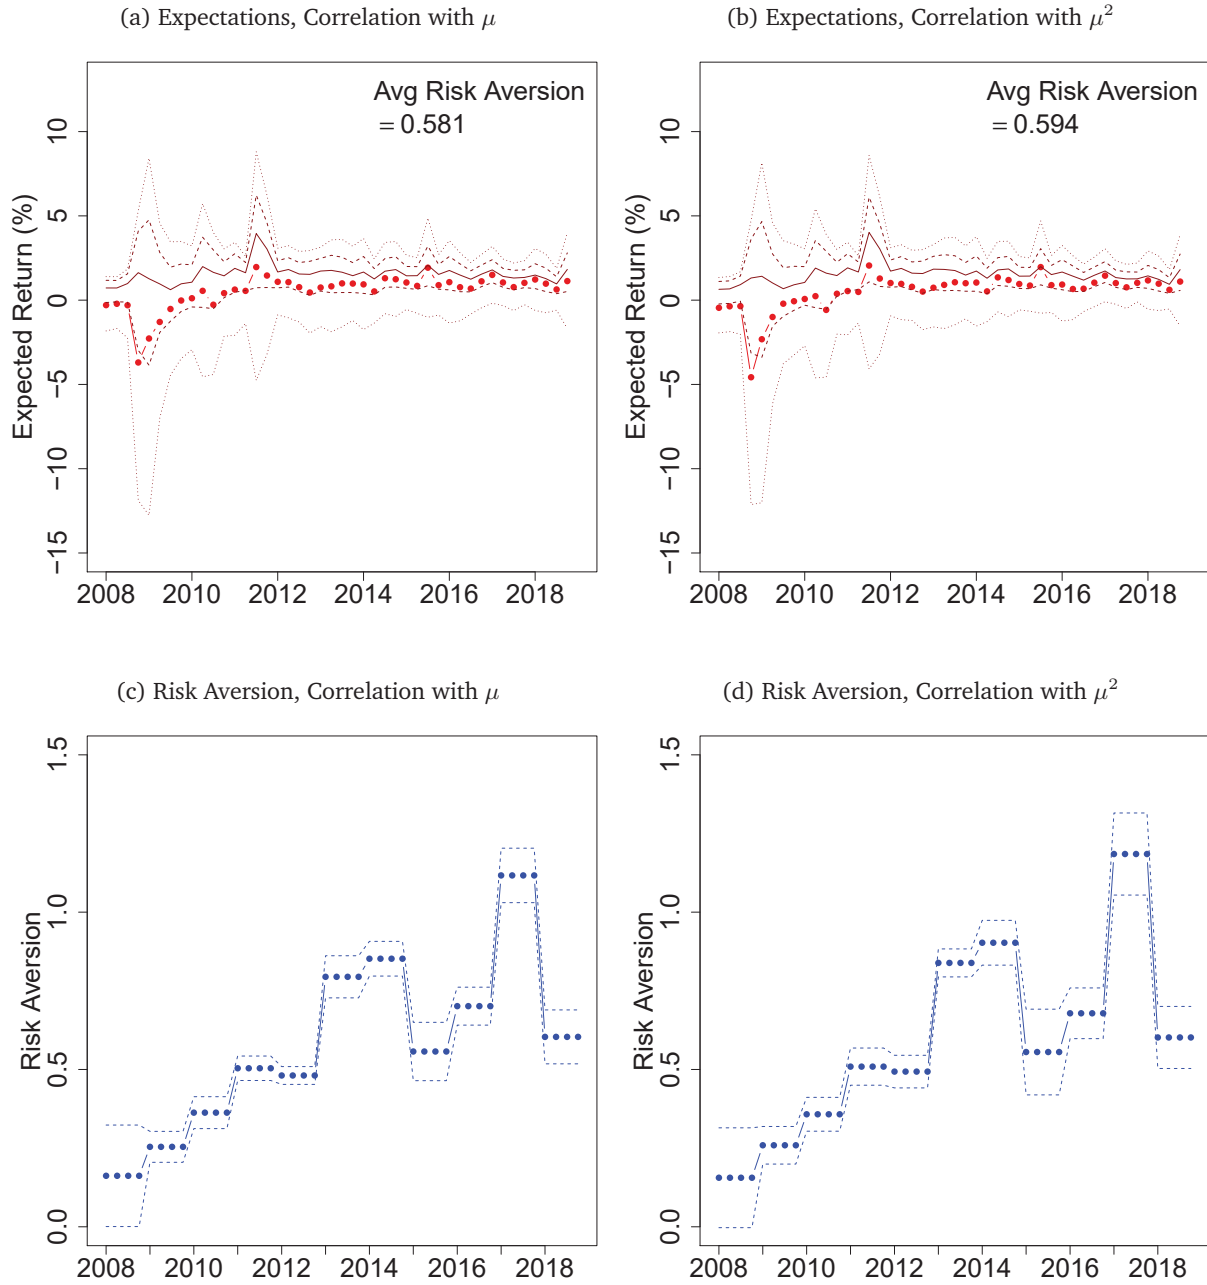 (a) Expectations, Correlation with μ
Avg Risk Aversion
= 0.581
Expected Return (%)
10
5
0
−5
−10
−15
2008 2010 2012 2014 2016 2018
(b) Expectations, Correlation with μ²
Avg Risk Aversion
= 0.594
Expected Return (%)
10
5
0
−5
−10
−15
2008 2010 2012 2014 2016 2018
(c) Risk Aversion, Correlation with μ
Risk Aversion
1.5
1.0
0.5
0.0
2008 2010 2012 2014 2016 2018
(d) Risk Aversion, Correlation with μ²
Risk Aversion
1.5
1.0
0.5
0.0
2008 2010 2012 2014 2016 2018